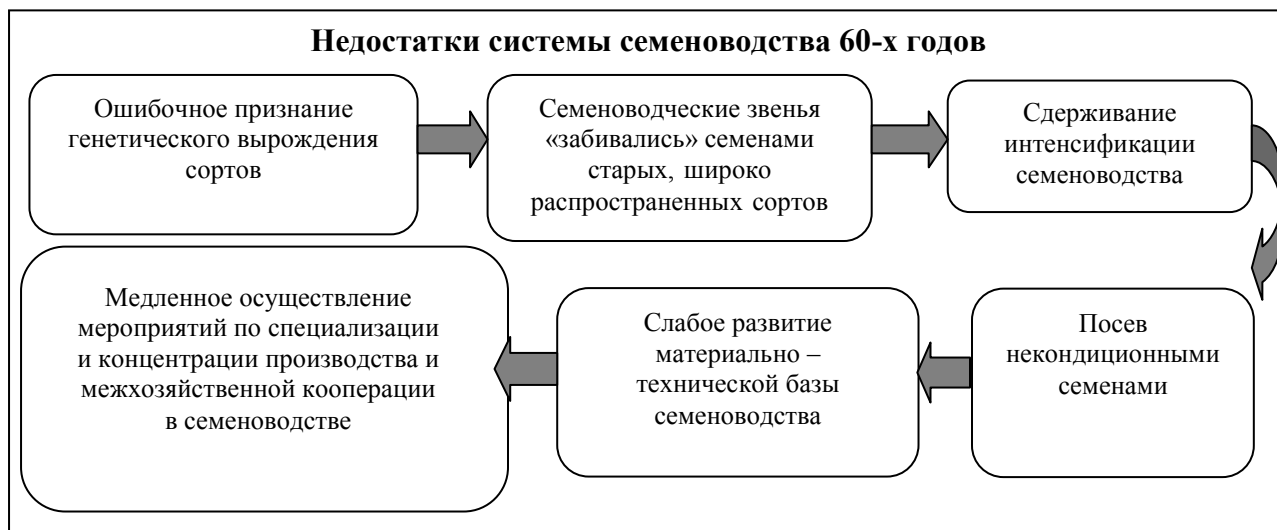 Недостатки системы семеноводства 60-х годов
Ошибочное признание
генетического вырождения
сортов
Семеноводческие звенья
«забивались» семенами
старых, широко
распространенных сортов
Сдерживание
интенсификации
семеноводства
Посев
некондиционными
семенами
Слабое развитие
материально –
технической базы
семеноводства
Медленное осуществление
мероприятий по специализации
и концентрации производства и
межхозяйственной кооперации
в семеноводстве